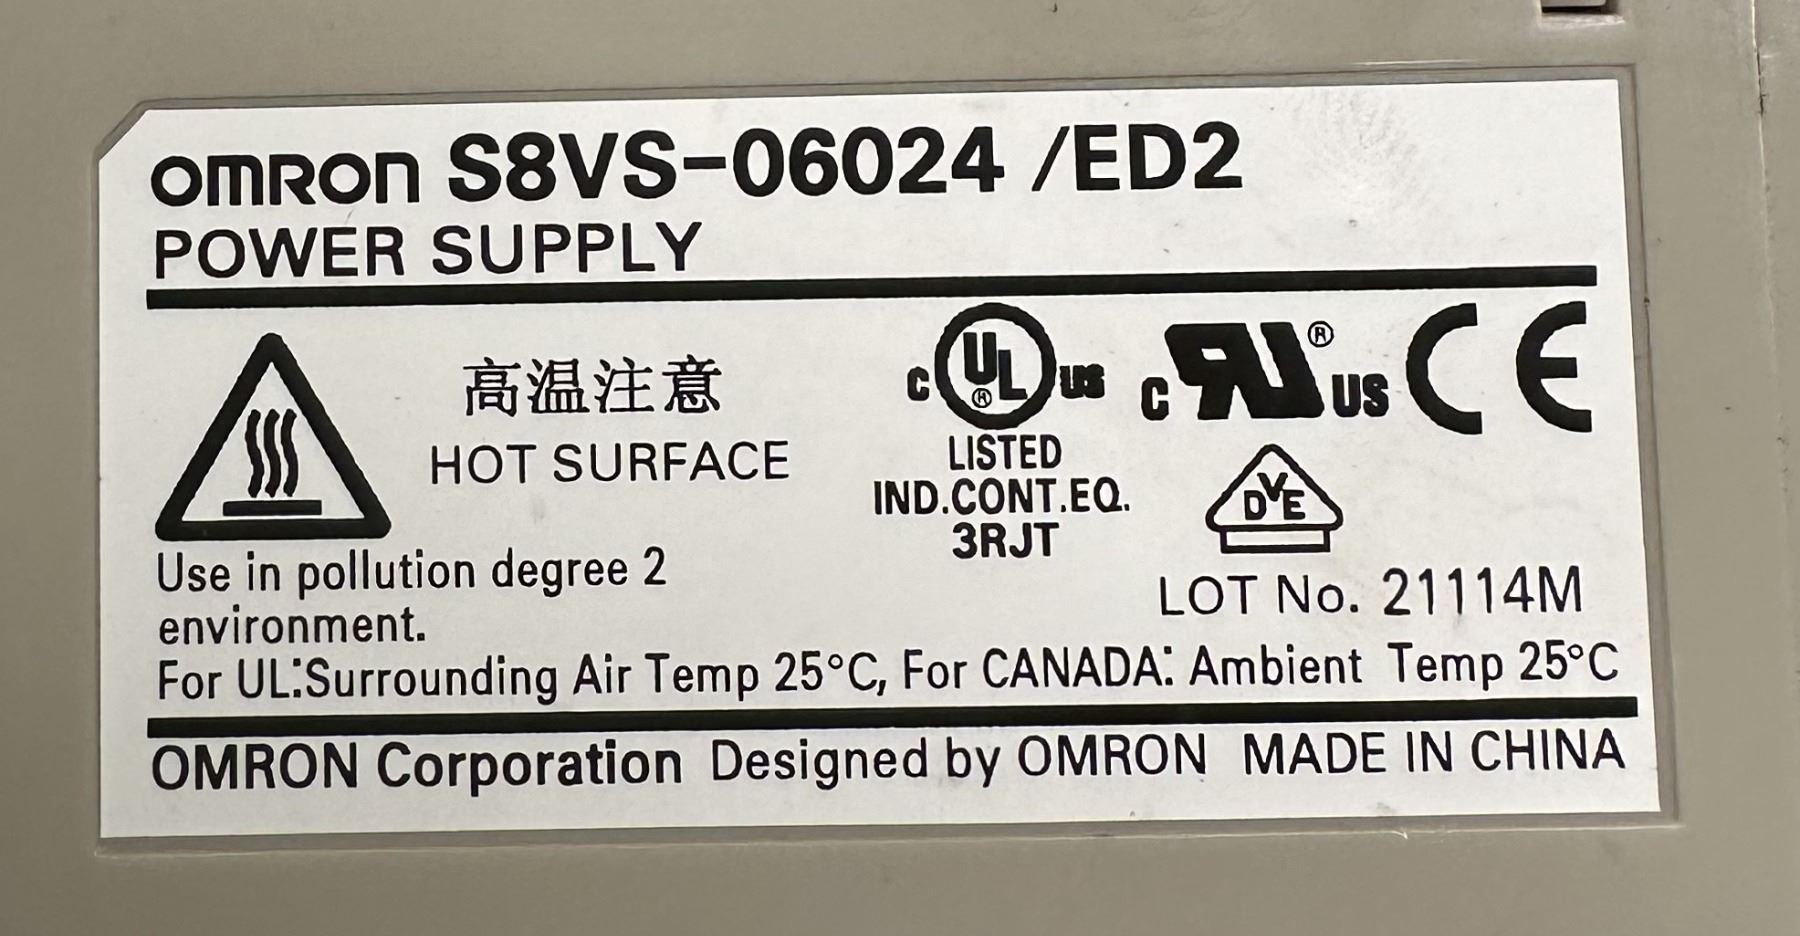 OMRON S8VS-06024 /ED2
POWER SUPPLY
高温注意
HOT SURFACE
C UL® US
LISTED
IND.CONT.EQ.
3RJT
C RU® US
CE
DVE
Use in pollution degree 2
environment.
LOT No. 21114M
For UL:Surrounding Air Temp 25°C, For CANADA: Ambient Temp 25°C
OMRON Corporation Designed by OMRON MADE IN CHINA